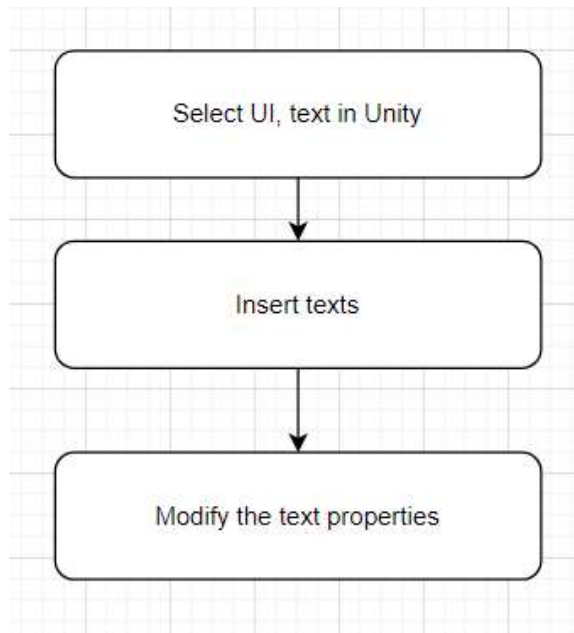 Select UI, text in Unity
Insert texts
Modify the text properties